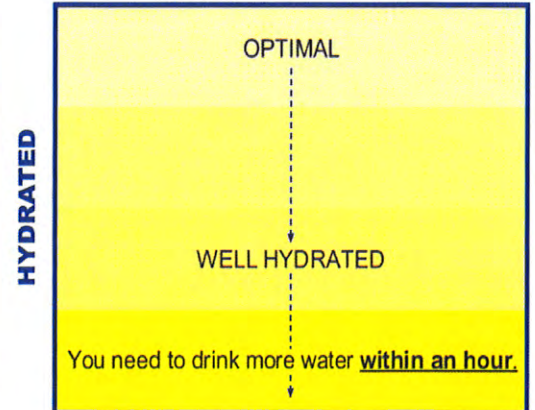 HYDRATED
OPTIMAL
WELL HYDRATED
You need to drink more water within an hour.